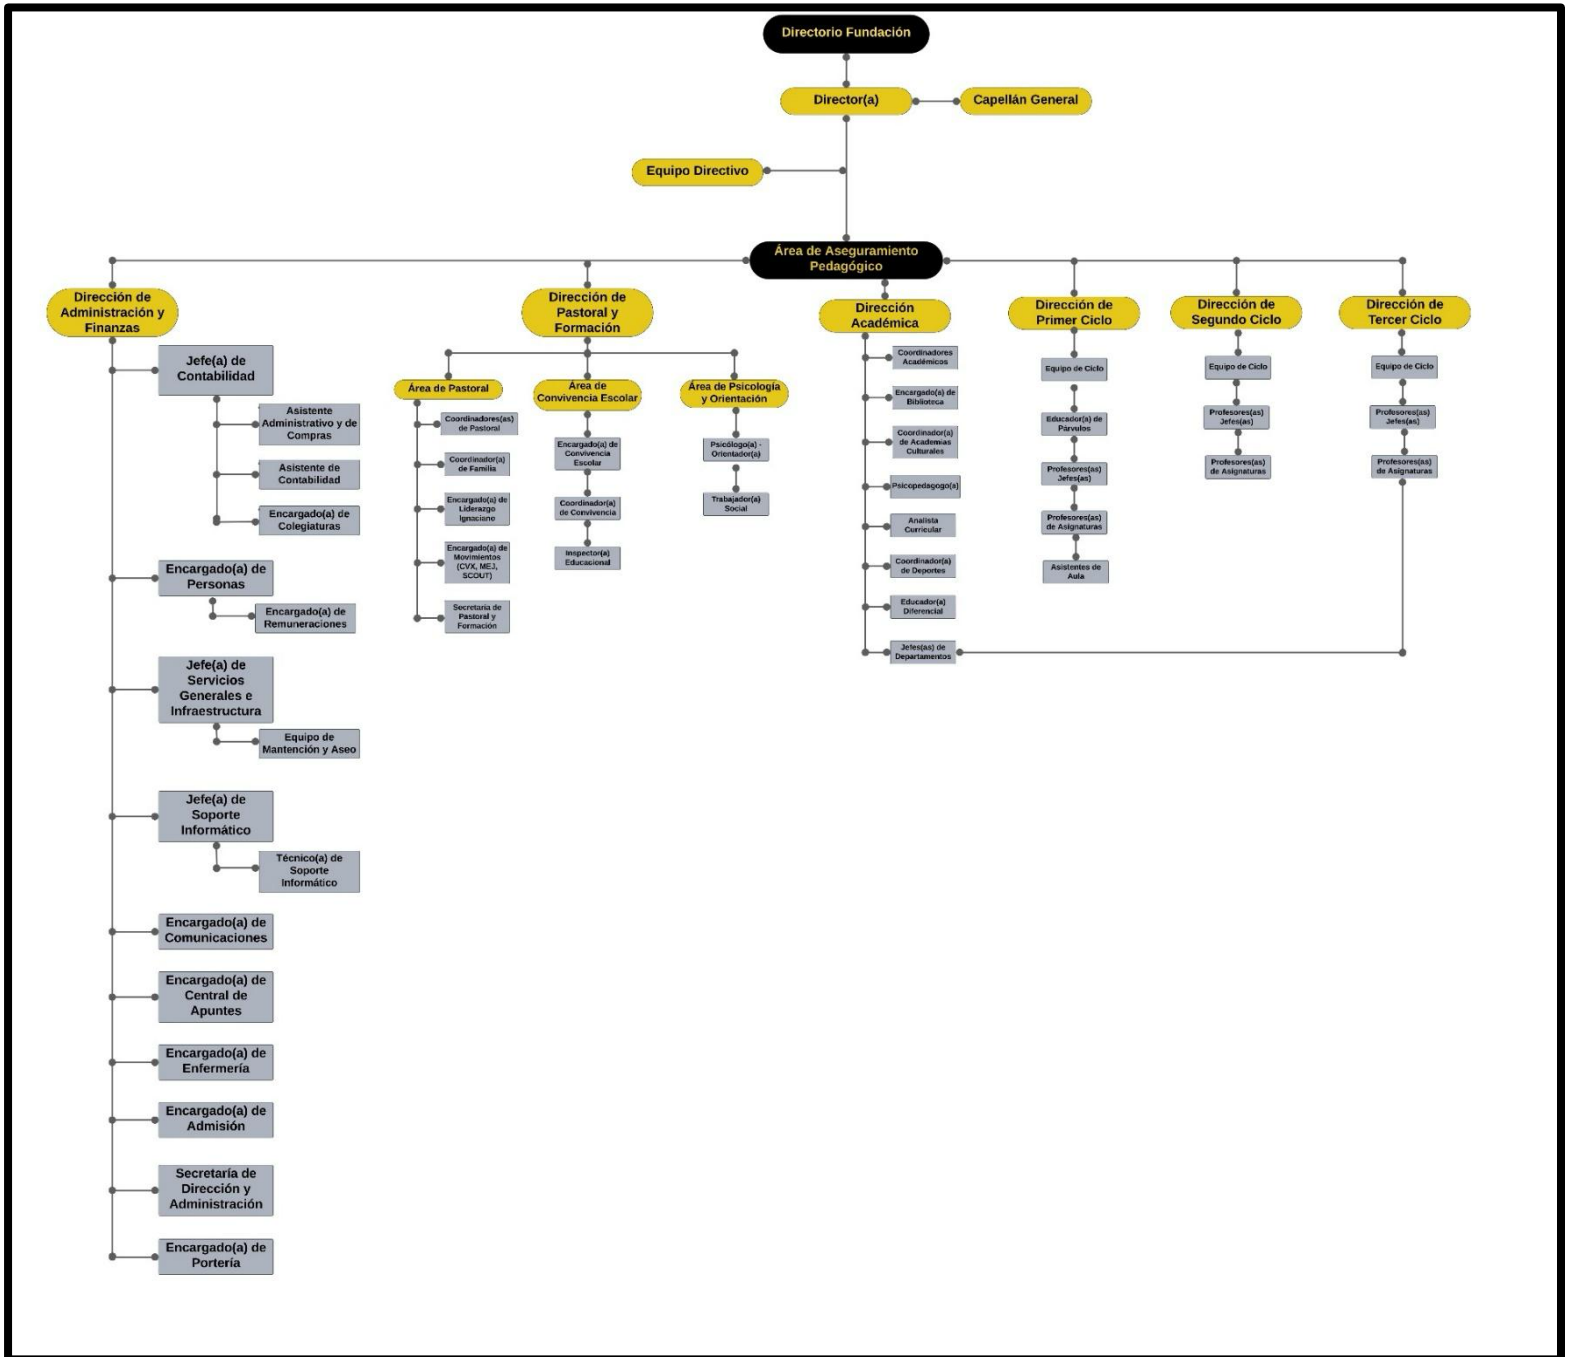 Directorio Fundación
Director(a)
Capellán General
Equipo Directivo
Área de Aseguramiento
Pedagógico
Dirección de
Administración y
Finanzas
Jefe(a) de
Contabilidad
Asistente
Administrativo y de
Compras
Asistente de
Contabilidad
Encargado(a) de
Colegiaturas
Encargado(a) de
Personas
Encargado(a) de
Remuneraciones
Jefe(a) de
Servicios
Generales e
Infraestructura
Equipo de
Mantención y Aseo
Jefe(a) de
Soporte
Informático
Técnico(a) de
Soporte
Informático
Encargado(a) de
Comunicaciones
Encargado(a) de
Central de
Apuntes
Encargado(a) de
Enfermería
Encargado(a) de
Admisión
Secretaría de
Dirección y
Administración
Encargado(a) de
Portería
Dirección de
Pastoral y
Formación
Área de Pastoral
Coordinadores(as)
de Pastoral
Coordinador(a)
de Familia
Encargado(a) de
Liderazgo
Ignaciano
Encargado(a) de
Movimientos
(CVX, MEJ,
SCOUT)
Secretaria de
Pastoral y
Formación
Área de
Convivencia Escolar
Encargado(a) de
Convivencia
Escolar
Coordinador(a)
de Convivencia
Inspector(a)
Educacional
Área de Psicología
y Orientación
Psicólogo(a) -
Orientador(a)
Trabajador(a)
Social
Dirección
Académica
Coordinadores
Académicos
Encargado(a) de
Biblioteca
Coordinador(a)
de Academias
Culturales
Psicopedagogo(a)
Analista
Curricular
Coordinador(a)
de Deportes
Educador(a)
Diferencial
Jefes(as) de
Departamentos
Dirección de
Primer Ciclo
Equipo de Ciclo
Educador(a) de
Párvulos
Profesores(as)
Jefes(as)
Profesores(as)
de Asignaturas
Asistentes de
Aula
Dirección de
Segundo Ciclo
Equipo de Ciclo
Profesores(as)
Jefes(as)
Profesores(as)
de Asignaturas
Dirección de
Tercer Ciclo
Equipo de Ciclo
Profesores(as)
Jefes(as)
Profesores(as)
de Asignaturas